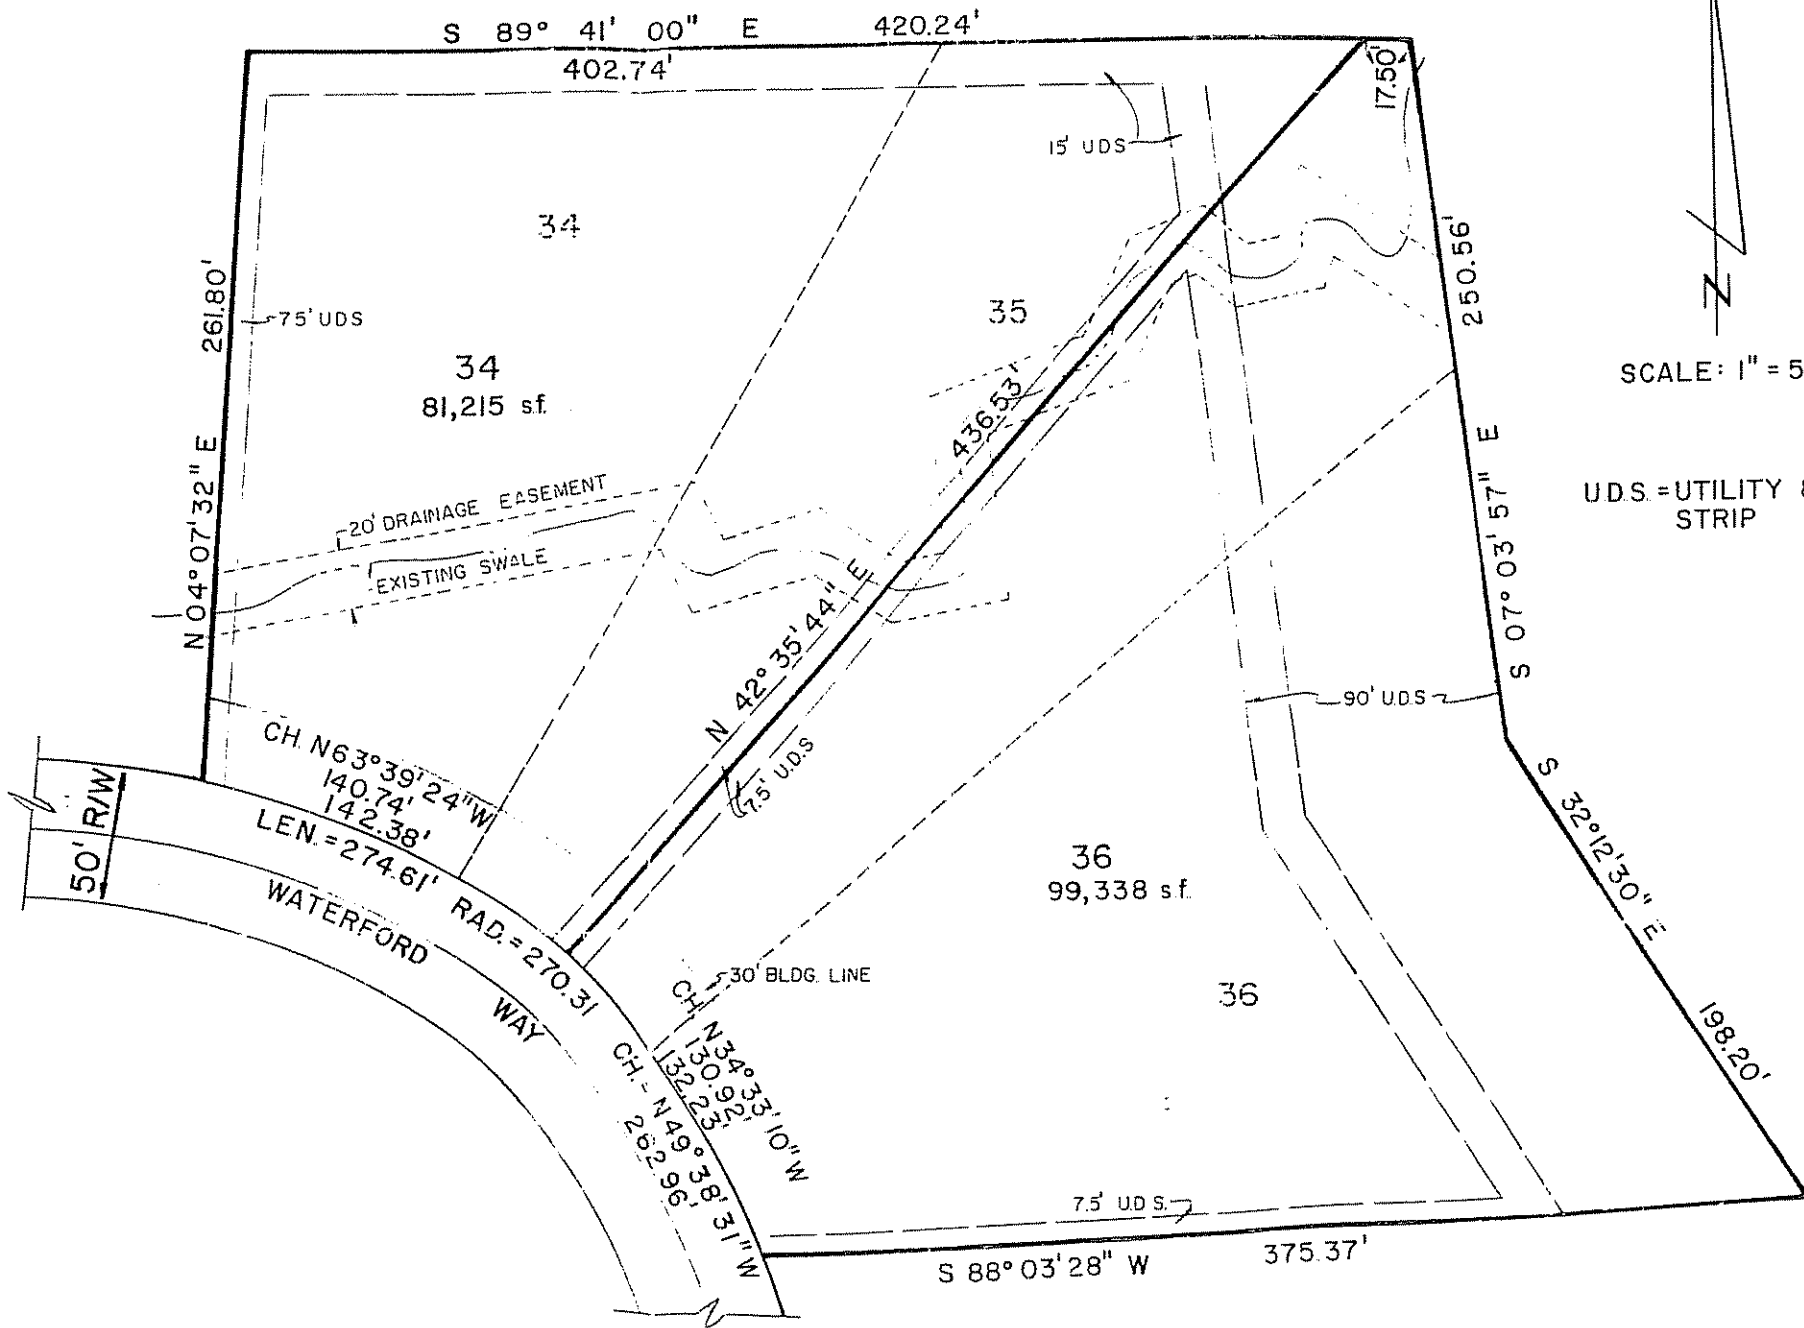 S 89° 41' 00" E 420.24'
402.74'
17.50'
15' UDS
34
261.80'
75' UDS
35
250.56'
N
34
81,215 s.f.
SCALE: 1" = 5
436.53'
N 04° 07' 32" E
20' DRAINAGE EASEMENT
EXISTING SWALE
U.D.S. = UTILITY &
STRIP
S 07° 03' 57" E
N 42° 35' 44" E
90' U.D.S
7.5' U.D.S
CH. N63°39'24"W
140.74'
142.38'
50' R/W
LEN. = 274.61' RAD. = 270.31
WATERFORD
WAY
S 32°12'30" E
198.20'
36
99,338 s.f.
30' BLDG. LINE
36
CH. N34°33'10"W
130.92'
132.23'
CH. = N49°38'31"W
262.96'
7.5' U.D.S.
S 88°03'28" W 375.37'